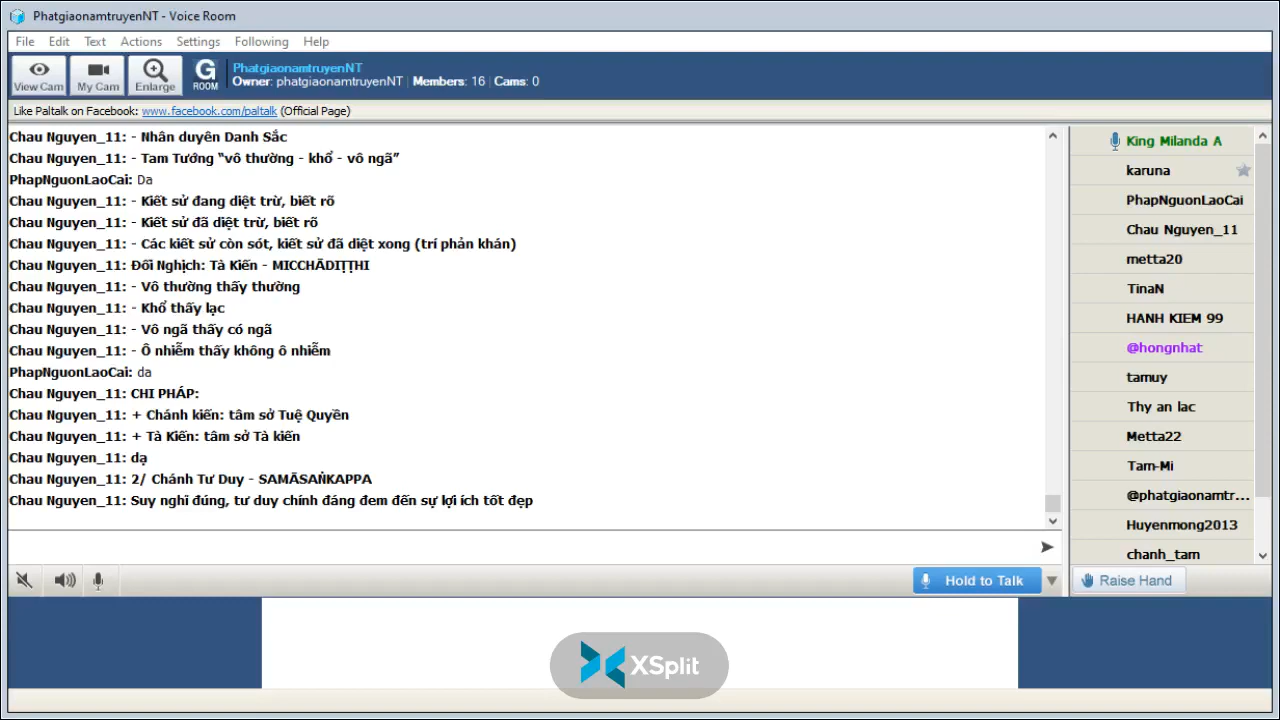 PhatgiaonamtruyenNT - Voice Room
File Edit Text Actions Settings Following Help
View Cam My Cam Enlarge G ROOM
PhatgiaonamtruyenNT
Owner: phatgiaonamtruyenNT Members: 16 Cams: 0
Like Paltalk on Facebook: www.facebook.com/paltalk (Official Page)
Chau Nguyen_11: - Nhân duyên Danh Sắc
Chau Nguyen_11: - Tam Tướng “vô thường - khổ - vô ngã”
PhapNguonLaoCai: Da
Chau Nguyen_11: - Kiết sử đang diệt trừ, biết rõ
Chau Nguyen_11: - Kiết sử đã diệt trừ, biết rõ
Chau Nguyen_11: - Các kiết sử còn sót, kiết sử đã diệt xong (trí phản khán)
Chau Nguyen_11: Đối Nghịch: Tà Kiến - MICCHĀDIṬṬHI
Chau Nguyen_11: - Vô thường thấy thường
Chau Nguyen_11: - Khổ thấy lạc
Chau Nguyen_11: - Vô ngã thấy có ngã
Chau Nguyen_11: - Ô nhiễm thấy không ô nhiễm
PhapNguonLaoCai: da
Chau Nguyen_11: CHI PHÁP:
Chau Nguyen_11: + Chánh kiến: tâm sở Tuệ Quyền
Chau Nguyen_11: + Tà Kiến: tâm sở Tà kiến
Chau Nguyen_11: dạ
Chau Nguyen_11: 2/ Chánh Tư Duy - SAMĀSAṄKAPPA
Chau Nguyen_11: Suy nghĩ đúng, tư duy chính đáng đem đến sự lợi ích tốt đẹp
King Milanda A
karuna
PhapNguonLaoCai
Chau Nguyen_11
metta20
TinaN
HANH KIEM 99
@hongnhat
tamuy
Thy an lac
Metta22
Tam-Mi
@phatgiaonamtr...
Huyenmong2013
chanh_tam
Hold to Talk
Raise Hand
XSplit